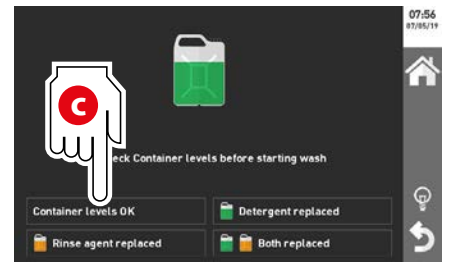 07:56
07/05/19
C
eck Container levels before starting wash
Container levels OK
Detergent replaced
Rinse agent replaced
Both replaced